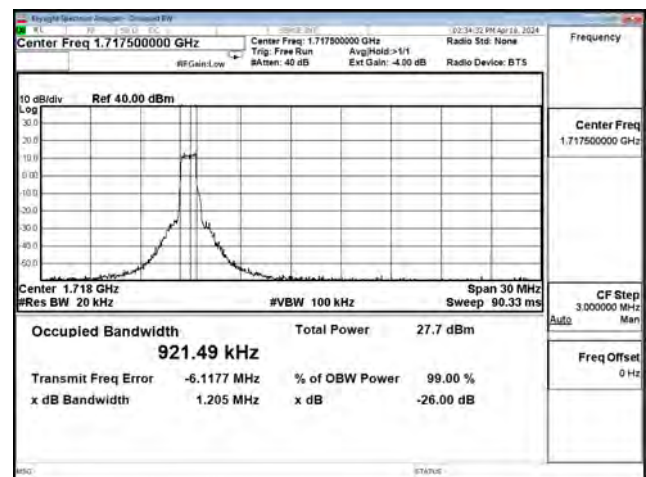 Keysight Spectrum Analyzer - Occupied BW
RL RF 50 Ω DC SENSE:INT 02:34:32 PM Apr 16, 2024
Center Freq 1.717500000 GHz Center Freq: 1.717500000 GHz Radio Std: None Frequency
Trig: Free Run Avg|Hold:>1/1
#IFGain:Low #Atten: 40 dB Ext Gain: -4.00 dB Radio Device: BTS
10 dB/div Ref 40.00 dBm
Log
30.0
20.0
10.0
0.00
-10.0
-20.0
-30.0
-40.0
-50.0
Center Freq
1.717500000 GHz
Center 1.718 GHz Span 30 MHz
#Res BW 20 kHz #VBW 100 kHz Sweep 90.33 ms
CF Step
3.000000 MHz
Auto Man
Occupied Bandwidth Total Power 27.7 dBm
921.49 kHz
Transmit Freq Error -6.1177 MHz % of OBW Power 99.00 %
x dB Bandwidth 1.205 MHz x dB -26.00 dB
Freq Offset
0 Hz
MSG STATUS